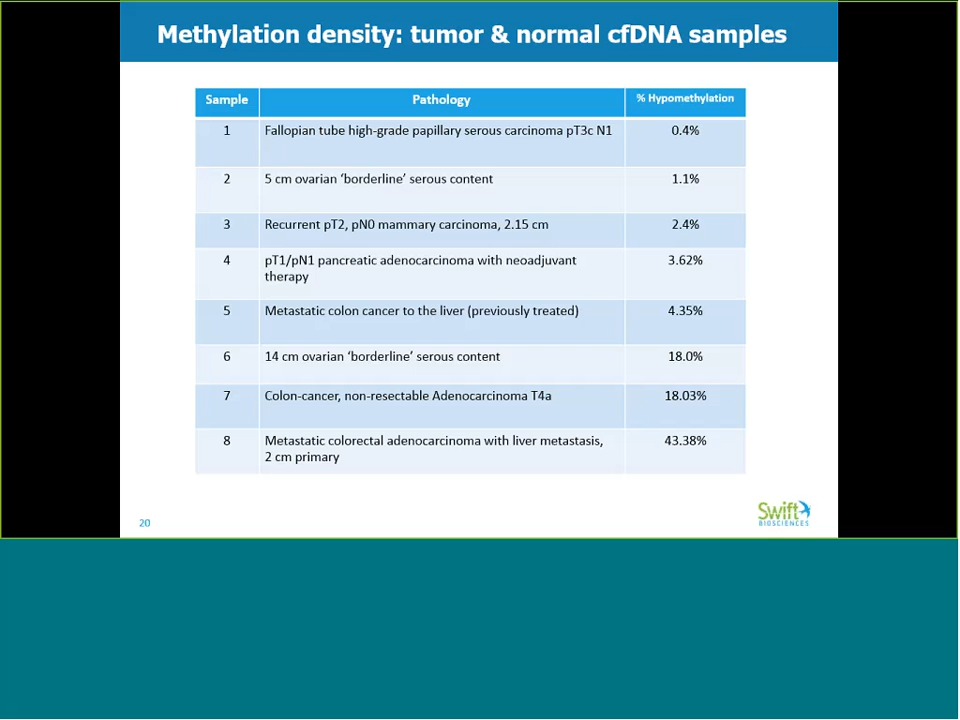 Methylation density: tumor & normal cfDNA samples
Sample Pathology % Hypomethylation
1 Fallopian tube high-grade papillary serous carcinoma pT3c N1 0.4%
2 5 cm ovarian ‘borderline’ serous content 1.1%
3 Recurrent pT2, pN0 mammary carcinoma, 2.15 cm 2.4%
4 pT1/pN1 pancreatic adenocarcinoma with neoadjuvant 3.62%
therapy
5 Metastatic colon cancer to the liver (previously treated) 4.35%
6 14 cm ovarian ‘borderline’ serous content 18.0%
7 Colon-cancer, non-resectable Adenocarcinoma T4a 18.03%
8 Metastatic colorectal adenocarcinoma with liver metastasis, 43.38%
2 cm primary
Swift
BIOSCIENCES
20